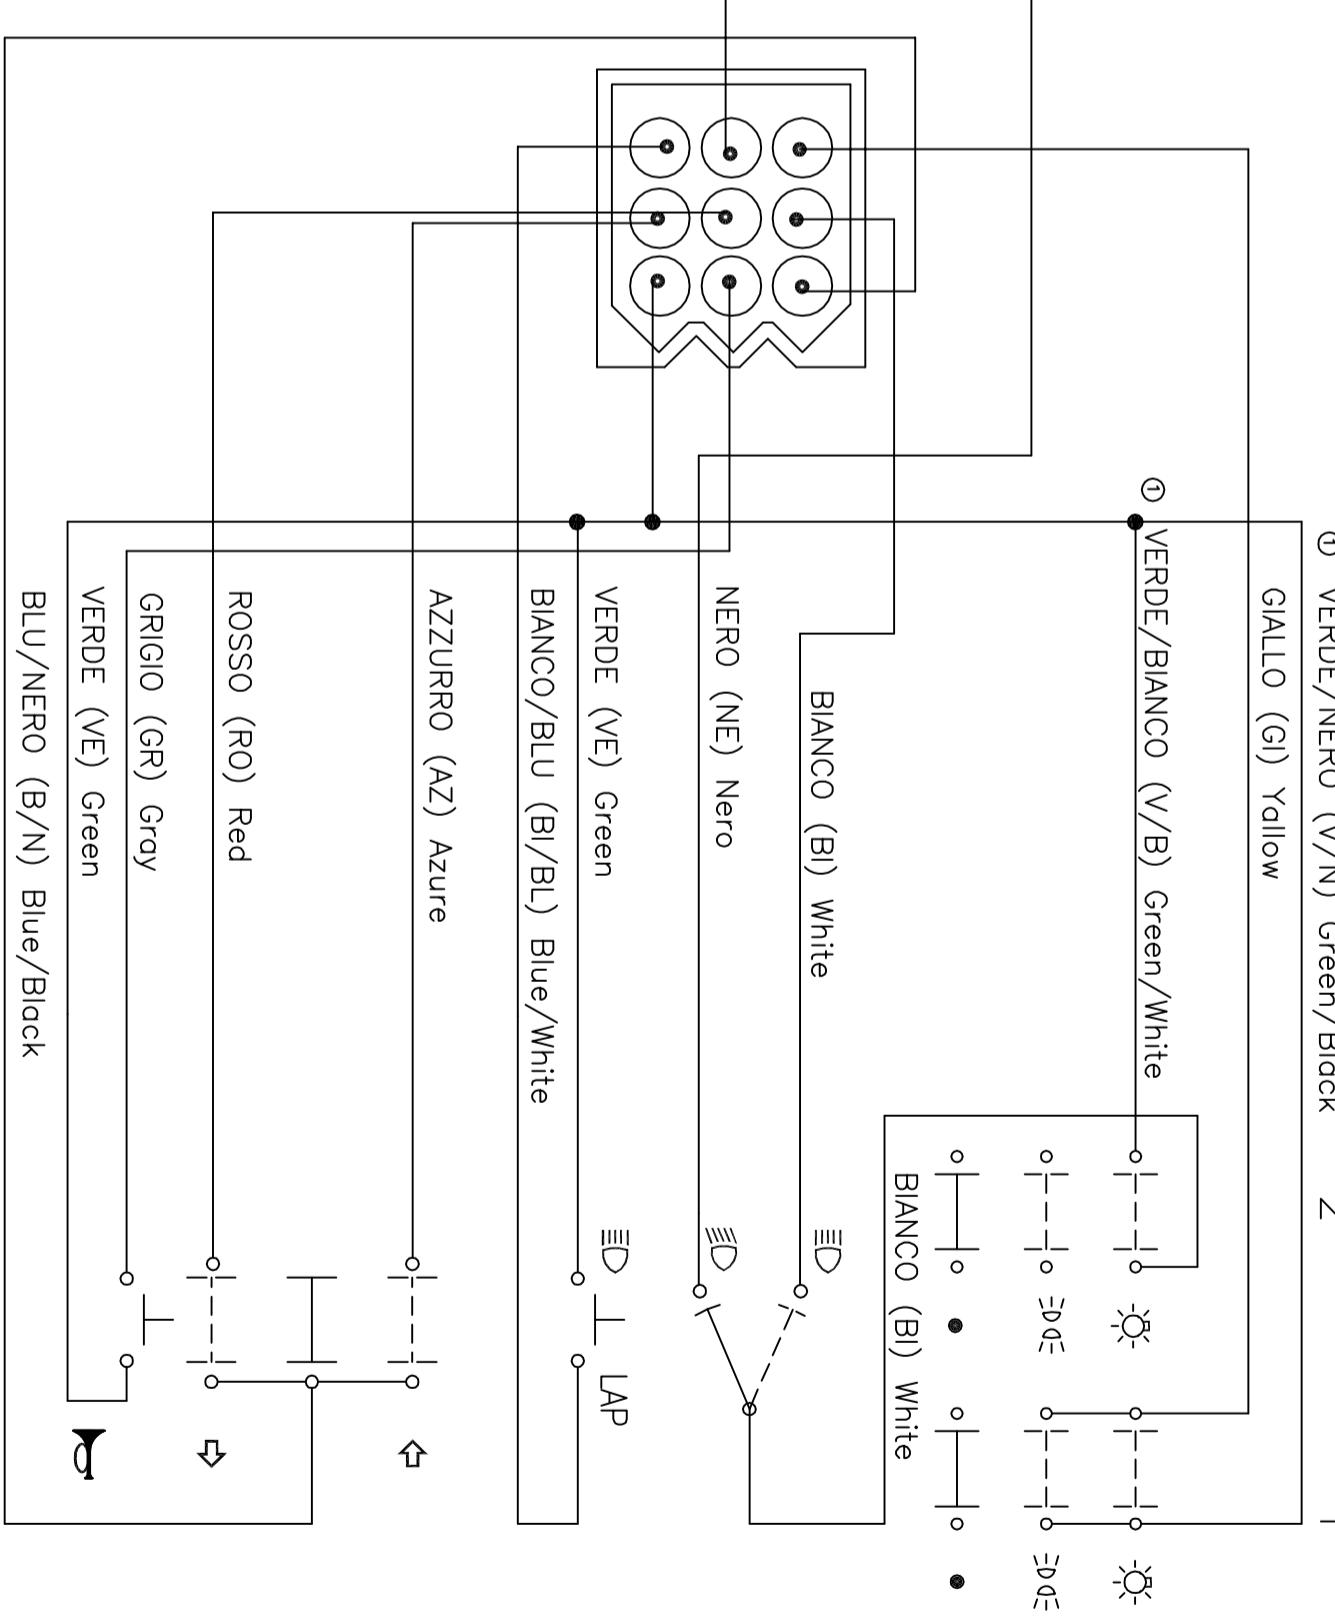 ① VERDE/NERO (V/N) Green/Black
GIALLO (GI) Yallow
① VERDE/BIANCO (V/B) Green/White
BIANCO (BI) White
BIANCO (BI) White
NERO (NE) Nero
VERDE (VE) Green
LAP
BIANCO/BLU (BI/BL) Blue/White
AZZURRO (AZ) Azure
ROSSO (RO) Red
GRIGIO (GR) Gray
VERDE (VE) Green
BLU/NERO (B/N) Blue/Black